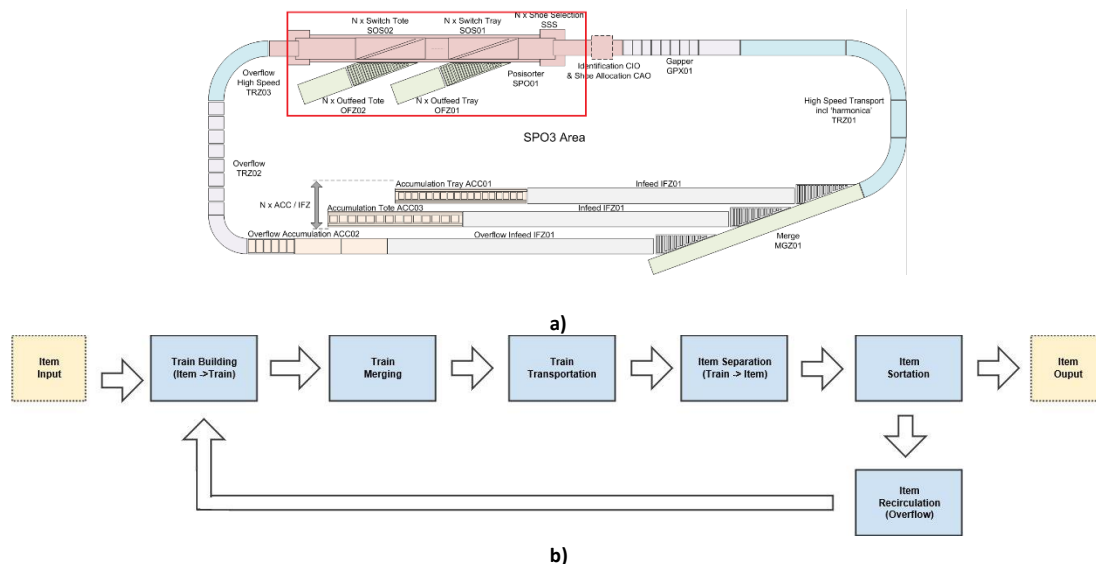 N x Switch Tote
SOS02
N x Switch Tray
SOS01
N x Shoe Selection
SSS
Overflow
High Speed
TRZ03
N x Outfeed Tote
OFZ02
N x Outfeed Tray
OFZ01
Posisorter
SPO01
Identification CIO
& Shoe Allocation CAO
Gapper
GPX01
High Speed Transport
incl 'harmonica'
TRZ01
SPO3 Area
Overflow
TRZ02
N x ACC / IFZ
Accumulation Tray ACC01
Infeed IFZ01
Accumulation Tote ACC03
Infeed IFZ01
Overflow Accumulation ACC02
Overflow Infeed IFZ01
Merge
MGZ01
a)
Item
Input
Train Building
(Item ->Train)
Train
Merging
Train
Transportation
Item Separation
(Train -> Item)
Item
Sortation
Item
Ouput
Item
Recirculation
(Overflow)
b)